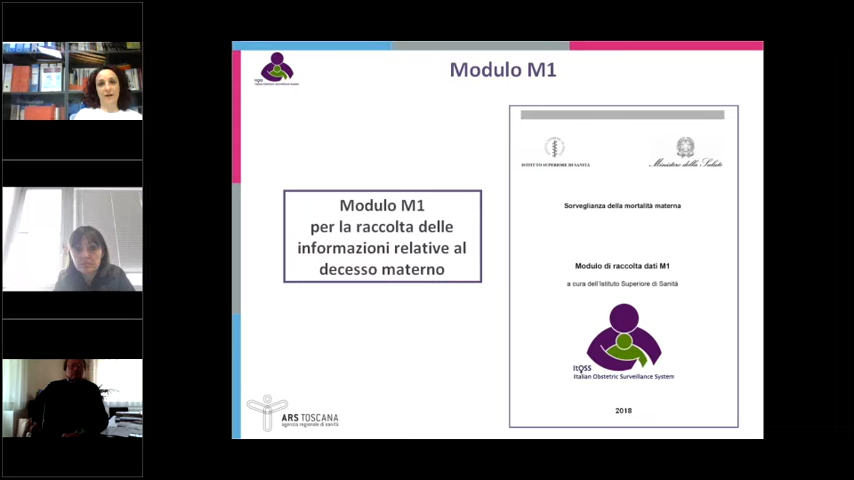 Modulo M1
Modulo M1
per la raccolta delle
informazioni relative al
decesso materno
ISTITUTO SUPERIORE DI SANITÀ
Ministero della Salute
Sorveglianza della mortalità materna
Modulo di raccolta dati M1
a cura dell'Istituto Superiore di Sanità
ItOSS
Italian Obstetric Surveillance System
2018
ARS TOSCANA
agenzia regionale di sanità